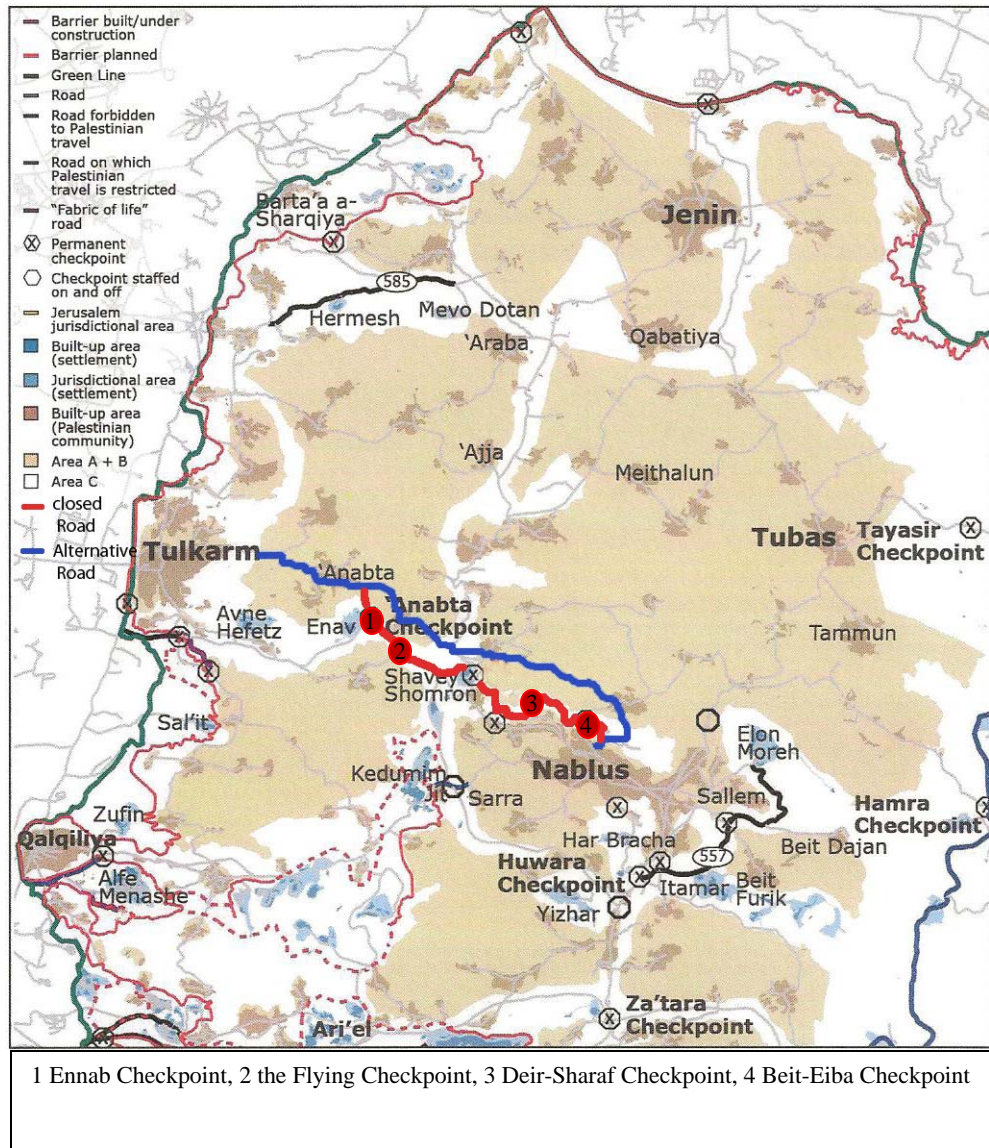 Barrier built/under
construction
Barrier planned
Green Line
Road
Road forbidden
to Palestinian
travel
Road on which
Palestinian
travel is restricted
"Fabric of life"
road
Permanent
checkpoint
Checkpoint staffed
on and off
Jerusalem
jurisdictional area
Built-up area
(settlement)
Jurisdictional area
(settlement)
Built-up area
(Palestinian
community)
Area A + B
Area C
closed
Road
Alternative
Road
Barta'a a-
Sharqiya
Jenin
585
Hermesh
Mevo Dotan
'Araba
Qabatiya
'Ajja
Meithalun
Tulkarm
Tubas
Tayasir
Checkpoint
'Anabta
Avne
Hefetz
Enav
'Anabta
Checkpoint
1
2
Tammun
Shavey
Shomron
3
4
Sal'it
Elon
Moreh
Nablus
Kedumim
Jit
Sarra
Sallem
Zufin
Hamra
Checkpoint
Qalqiliya
Har Bracha
557
Beit Dajan
Alfe
Menashe
Huwara
Checkpoint
Itamar
Beit
Furik
Yizhar
Za'tara
Checkpoint
Ari'el
1 Ennab Checkpoint, 2 the Flying Checkpoint, 3 Deir-Sharaf Checkpoint, 4 Beit-Eiba Checkpoint